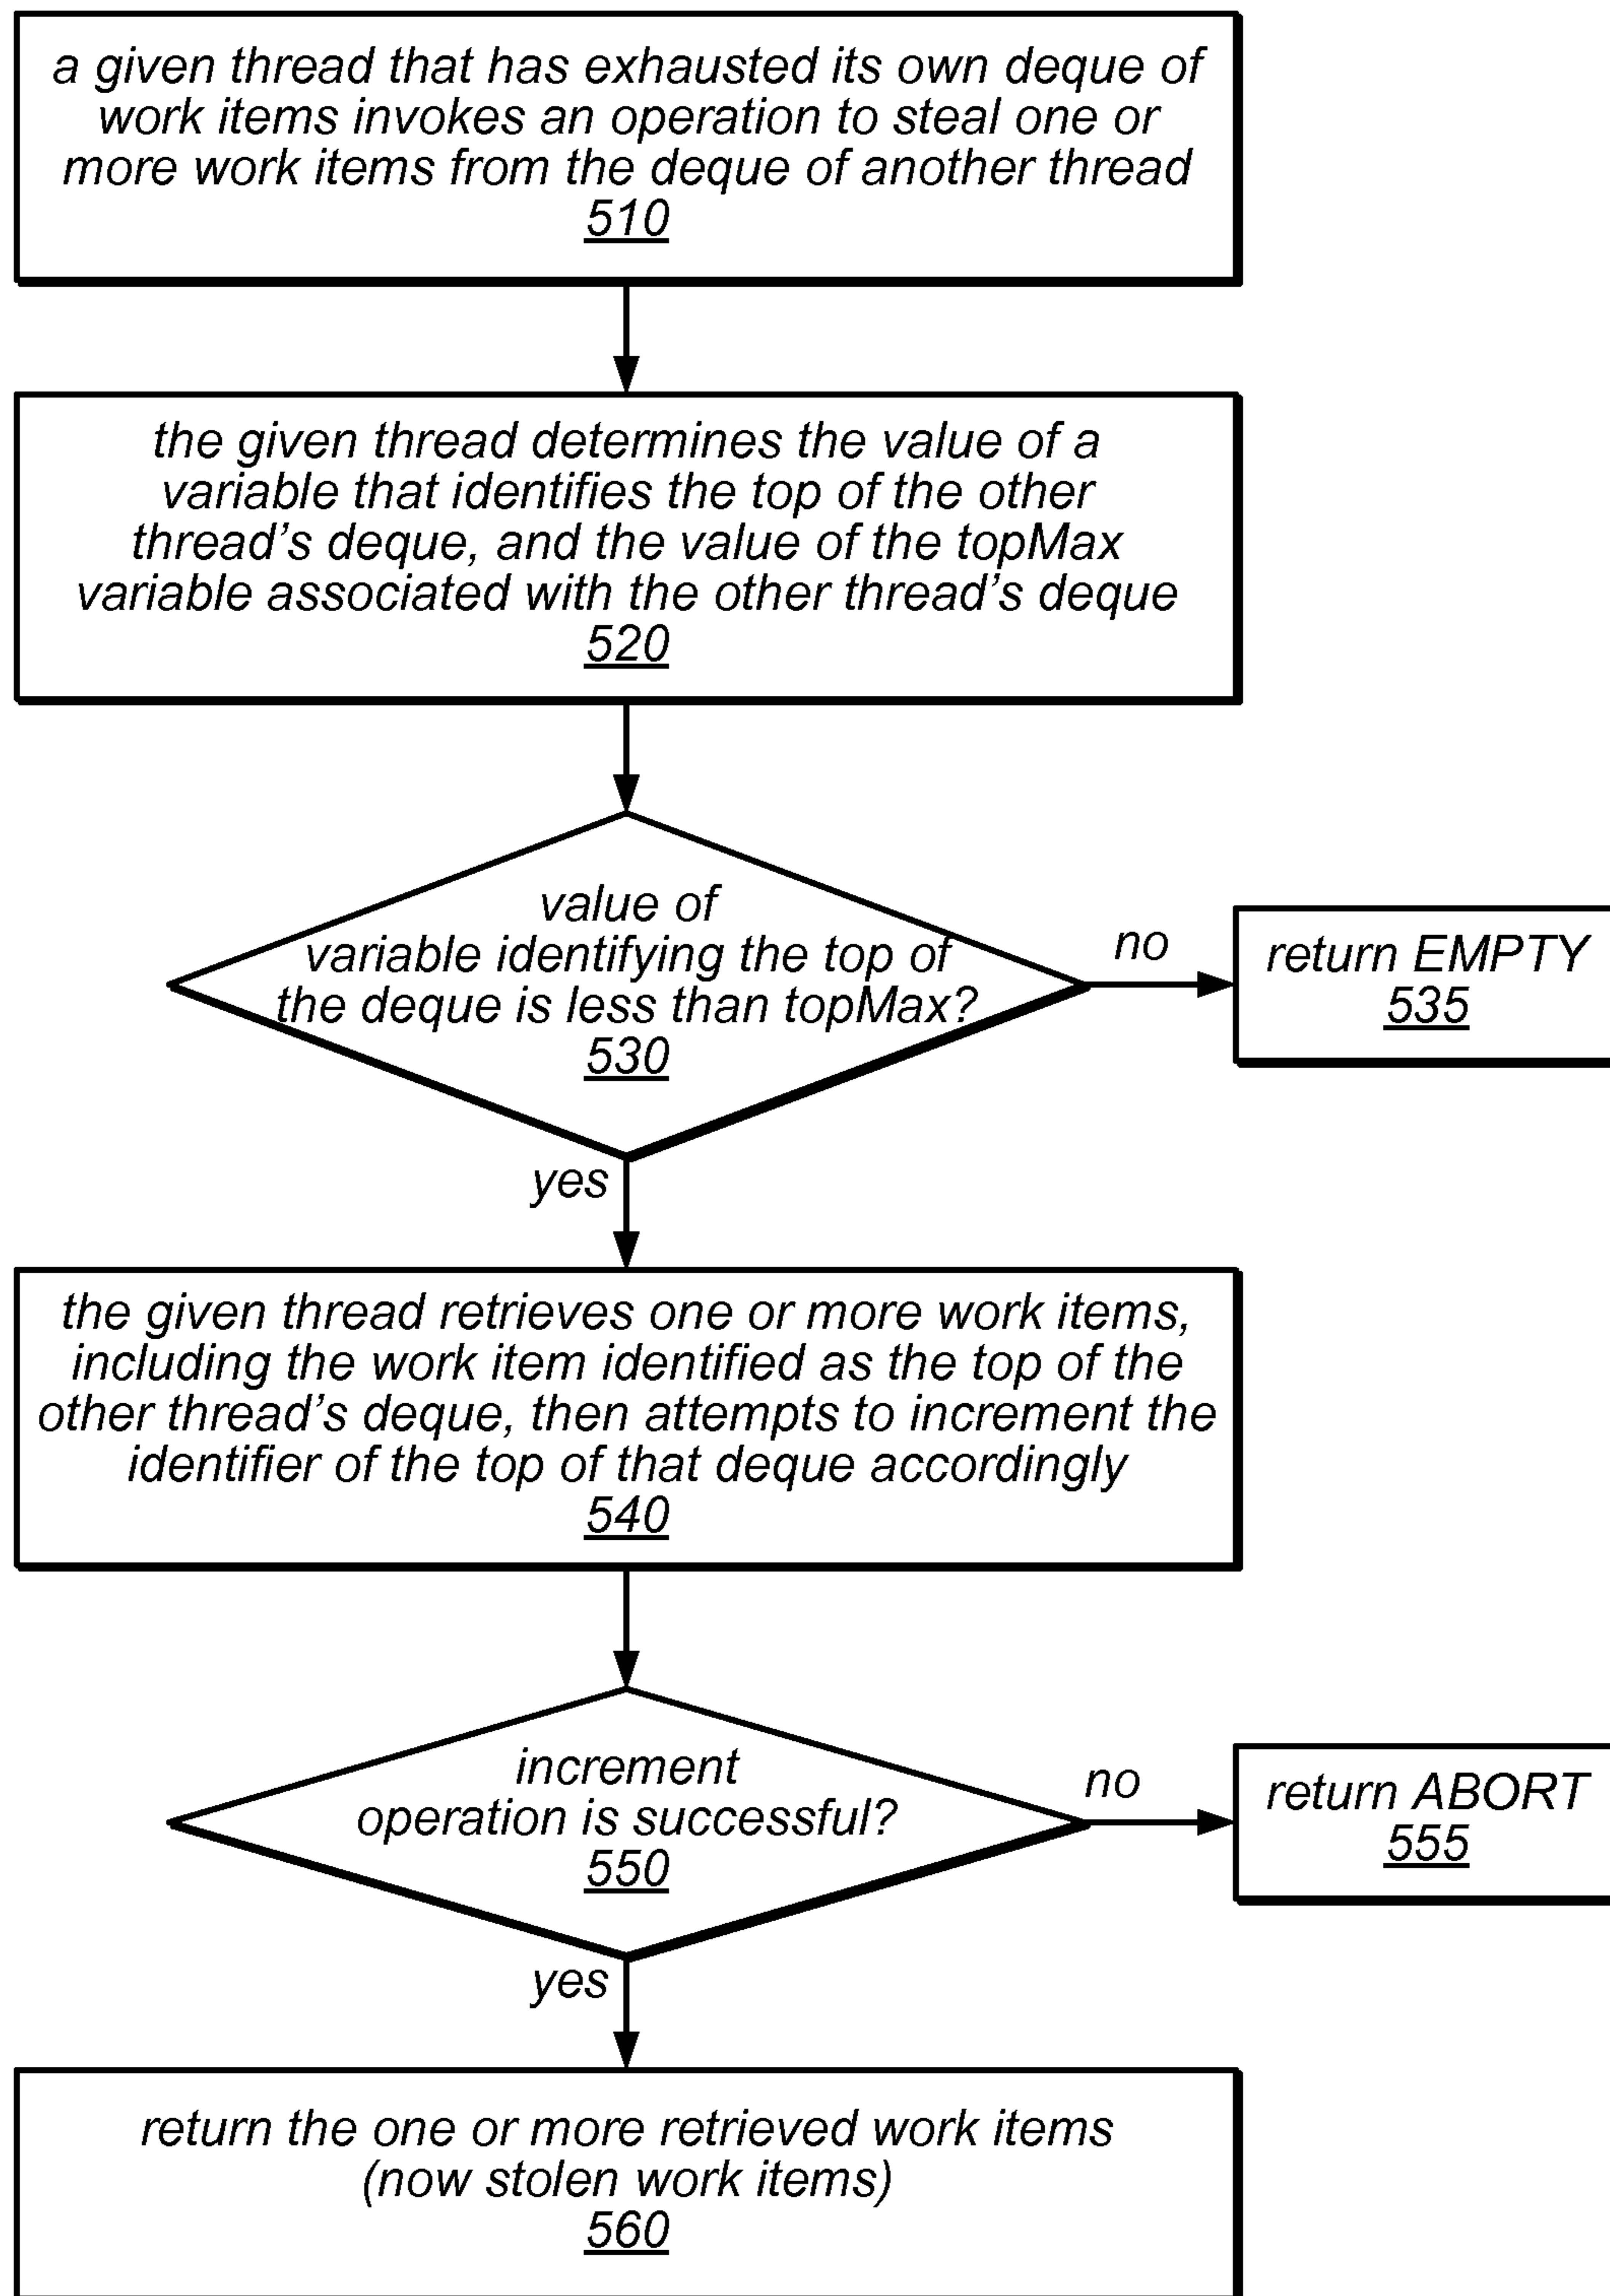 a given thread that has exhausted its own deque of
work items invokes an operation to steal one or
more work items from the deque of another thread
510
the given thread determines the value of a
variable that identifies the top of the other
thread's deque, and the value of the topMax
variable associated with the other thread's deque
520
value of
variable identifying the top of
the deque is less than topMax?
530
no
return EMPTY
535
yes
the given thread retrieves one or more work items,
including the work item identified as the top of the
other thread's deque, then attempts to increment the
identifier of the top of that deque accordingly
540
increment
operation is successful?
550
no
return ABORT
555
yes
return the one or more retrieved work items
(now stolen work items)
560